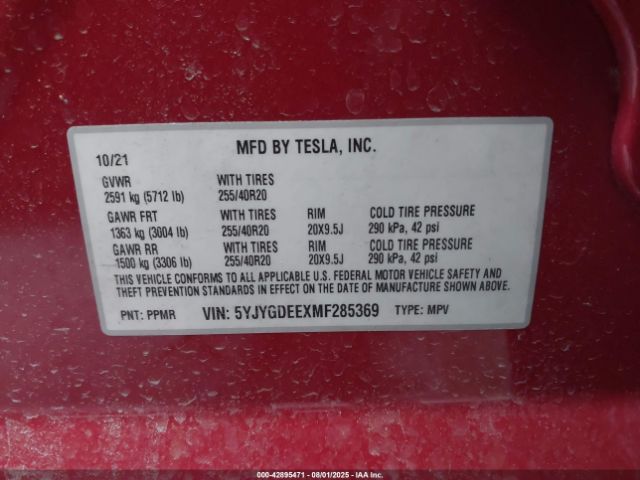 MFD BY TESLA, INC.
10/21
GVWR WITH TIRES
2591 kg (5712 lb) 255/40R20
GAWR FRT WITH TIRES RIM COLD TIRE PRESSURE
1363 kg (3004 lb) 255/40R20 20X9.5J 290 kPa, 42 psi
GAWR RR WITH TIRES RIM COLD TIRE PRESSURE
1500 kg (3306 lb) 255/40R20 20X9.5J 290 kPa, 42 psi
THIS VEHICLE CONFORMS TO ALL APPLICABLE U.S. FEDERAL MOTOR VEHICLE SAFETY AND
THEFT PREVENTION STANDARDS IN EFFECT ON THE DATE OF MANUFACTURE SHOWN ABOVE.
PNT: PPMR VIN: 5YJYGDEEXMF285369 TYPE: MPV
000-42895471 - 08/01/2025 - IAA Inc.